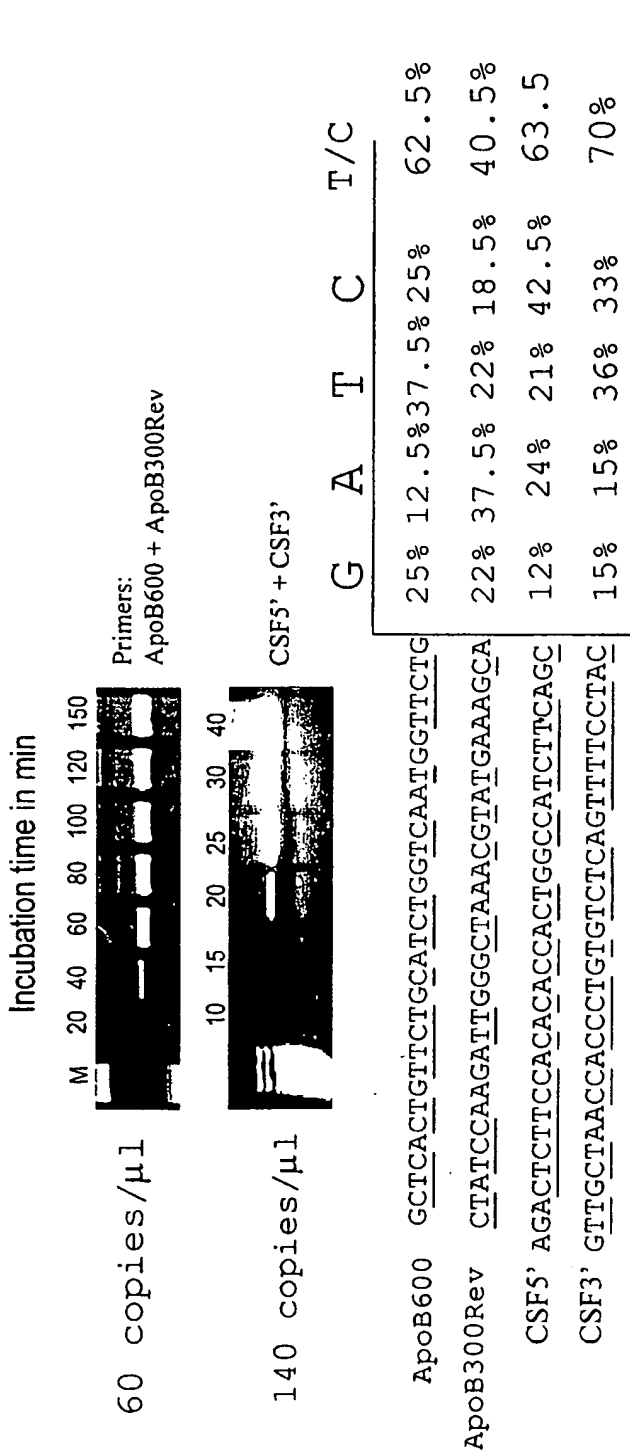 Incubation time in min
M 20 40 60 80 100 120 150
60 copies/µl
Primers:
ApoB600 + ApoB300Rev
10 15 20 25 30 40
140 copies/µl
CSF5' + CSF3'
G A T C T/C
ApoB600 GCTCACTGTTCTGCATCTGGTCAATGGTTCTG 25% 12.5% 37.5% 25% 62.5%
ApoB300Rev CTATCCAAGATTGGGCTAAACGTATGAAAGCA 22% 37.5% 22% 18.5% 40.5%
CSF5' AGACTCTTCCACACACCACTGGCCATCTTCAGC 12% 24% 21% 42.5% 63.5
CSF3' GTTGCTAACCACCCTGTGTCTCAGTTTTCCTAC 15% 15% 36% 33% 70%